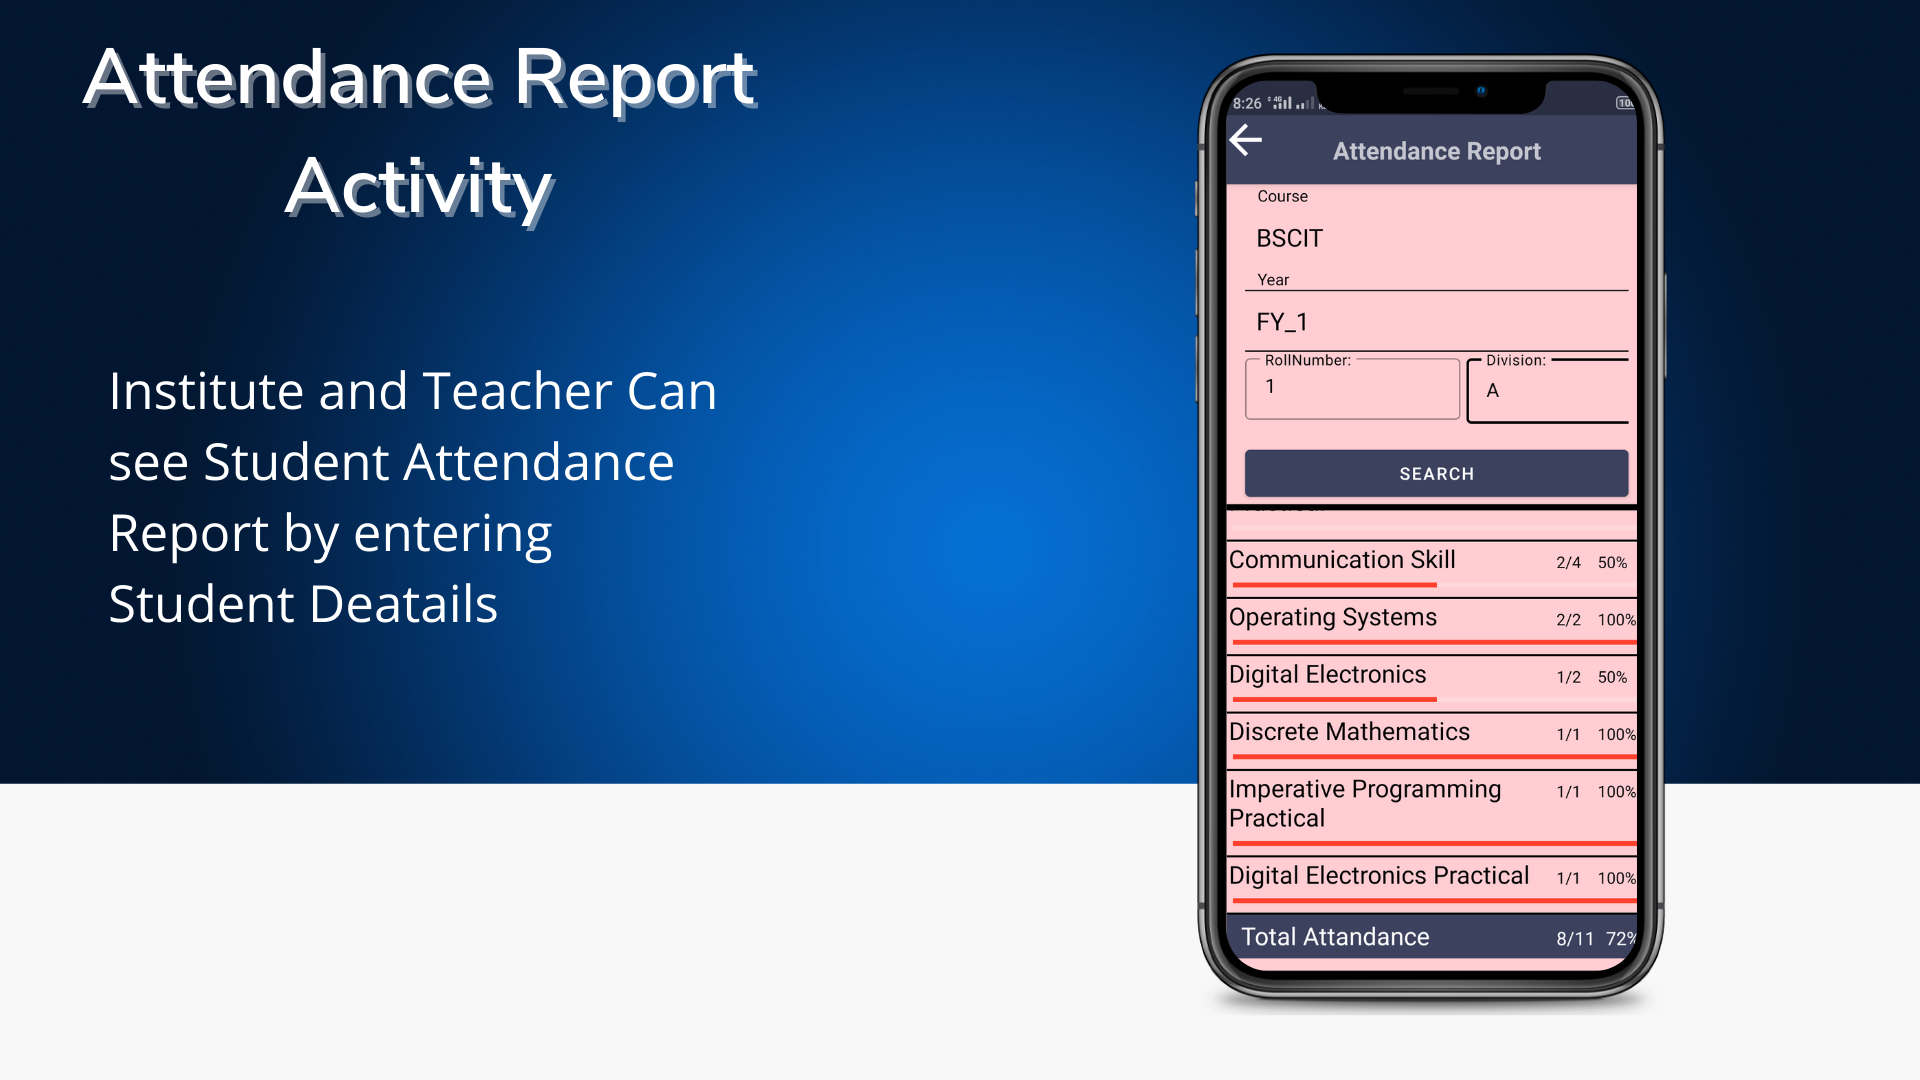 Attendance Report
Activity
Institute and Teacher Can
see Student Attendance
Report by entering
Student Deatails
8:26
Attendance Report
Course
BSCIT
Year
FY_1
RollNumber:
1
Division:
A
SEARCH
Communication Skill 2/4 50%
Operating Systems 2/2 100%
Digital Electronics 1/2 50%
Discrete Mathematics 1/1 100%
Imperative Programming 1/1 100%
Practical
Digital Electronics Practical 1/1 100%
Total Attandance 8/11 72%